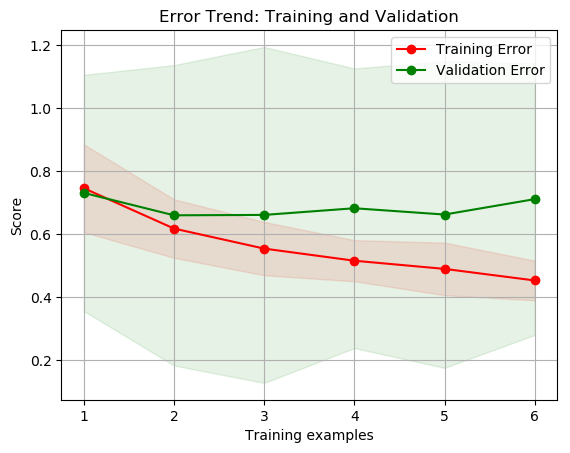 Error Trend: Training and Validation
Training Error
Validation Error
1.2
1.0
0.8
0.6
0.4
0.2
Score
1 2 3 4 5 6
Training examples